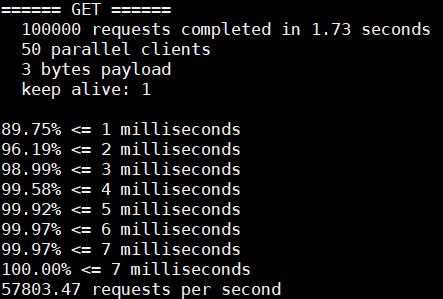 ====== GET ======
  100000 requests completed in 1.73 seconds
  50 parallel clients
  3 bytes payload
  keep alive: 1

89.75% <= 1 milliseconds
96.19% <= 2 milliseconds
98.99% <= 3 milliseconds
99.58% <= 4 milliseconds
99.92% <= 5 milliseconds
99.97% <= 6 milliseconds
99.97% <= 7 milliseconds
100.00% <= 7 milliseconds
57803.47 requests per second